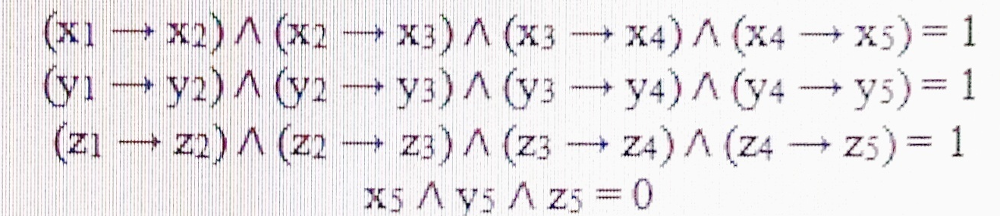 (x1 → x2) ∧ (x2 → x3) ∧ (x3 → x4) ∧ (x4 → x5) = 1
(y1 → y2) ∧ (y2 → y3) ∧ (y3 → y4) ∧ (y4 → y5) = 1
(z1 → z2) ∧ (z2 → z3) ∧ (z3 → z4) ∧ (z4 → z5) = 1
x5 ∧ y5 ∧ z5 = 0